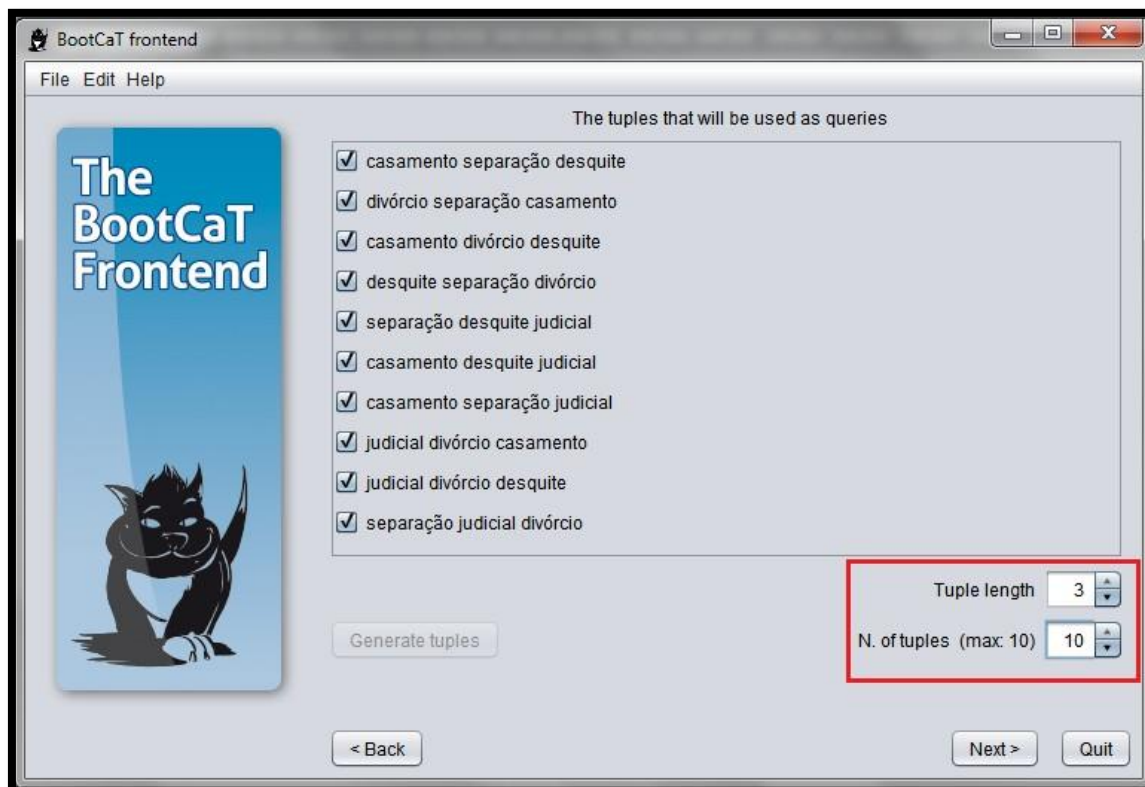 BootCaT frontend
File Edit Help
The tuples that will be used as queries
The
BootCaT
Frontend
casamento separação desquite
divórcio separação casamento
casamento divórcio desquite
desquite separação divórcio
separação desquite judicial
casamento desquite judicial
casamento separação judicial
judicial divórcio casamento
judicial divórcio desquite
separação judicial divórcio
Tuple length 3
Generate tuples
N. of tuples (max: 10) 10
< Back
Next >
Quit